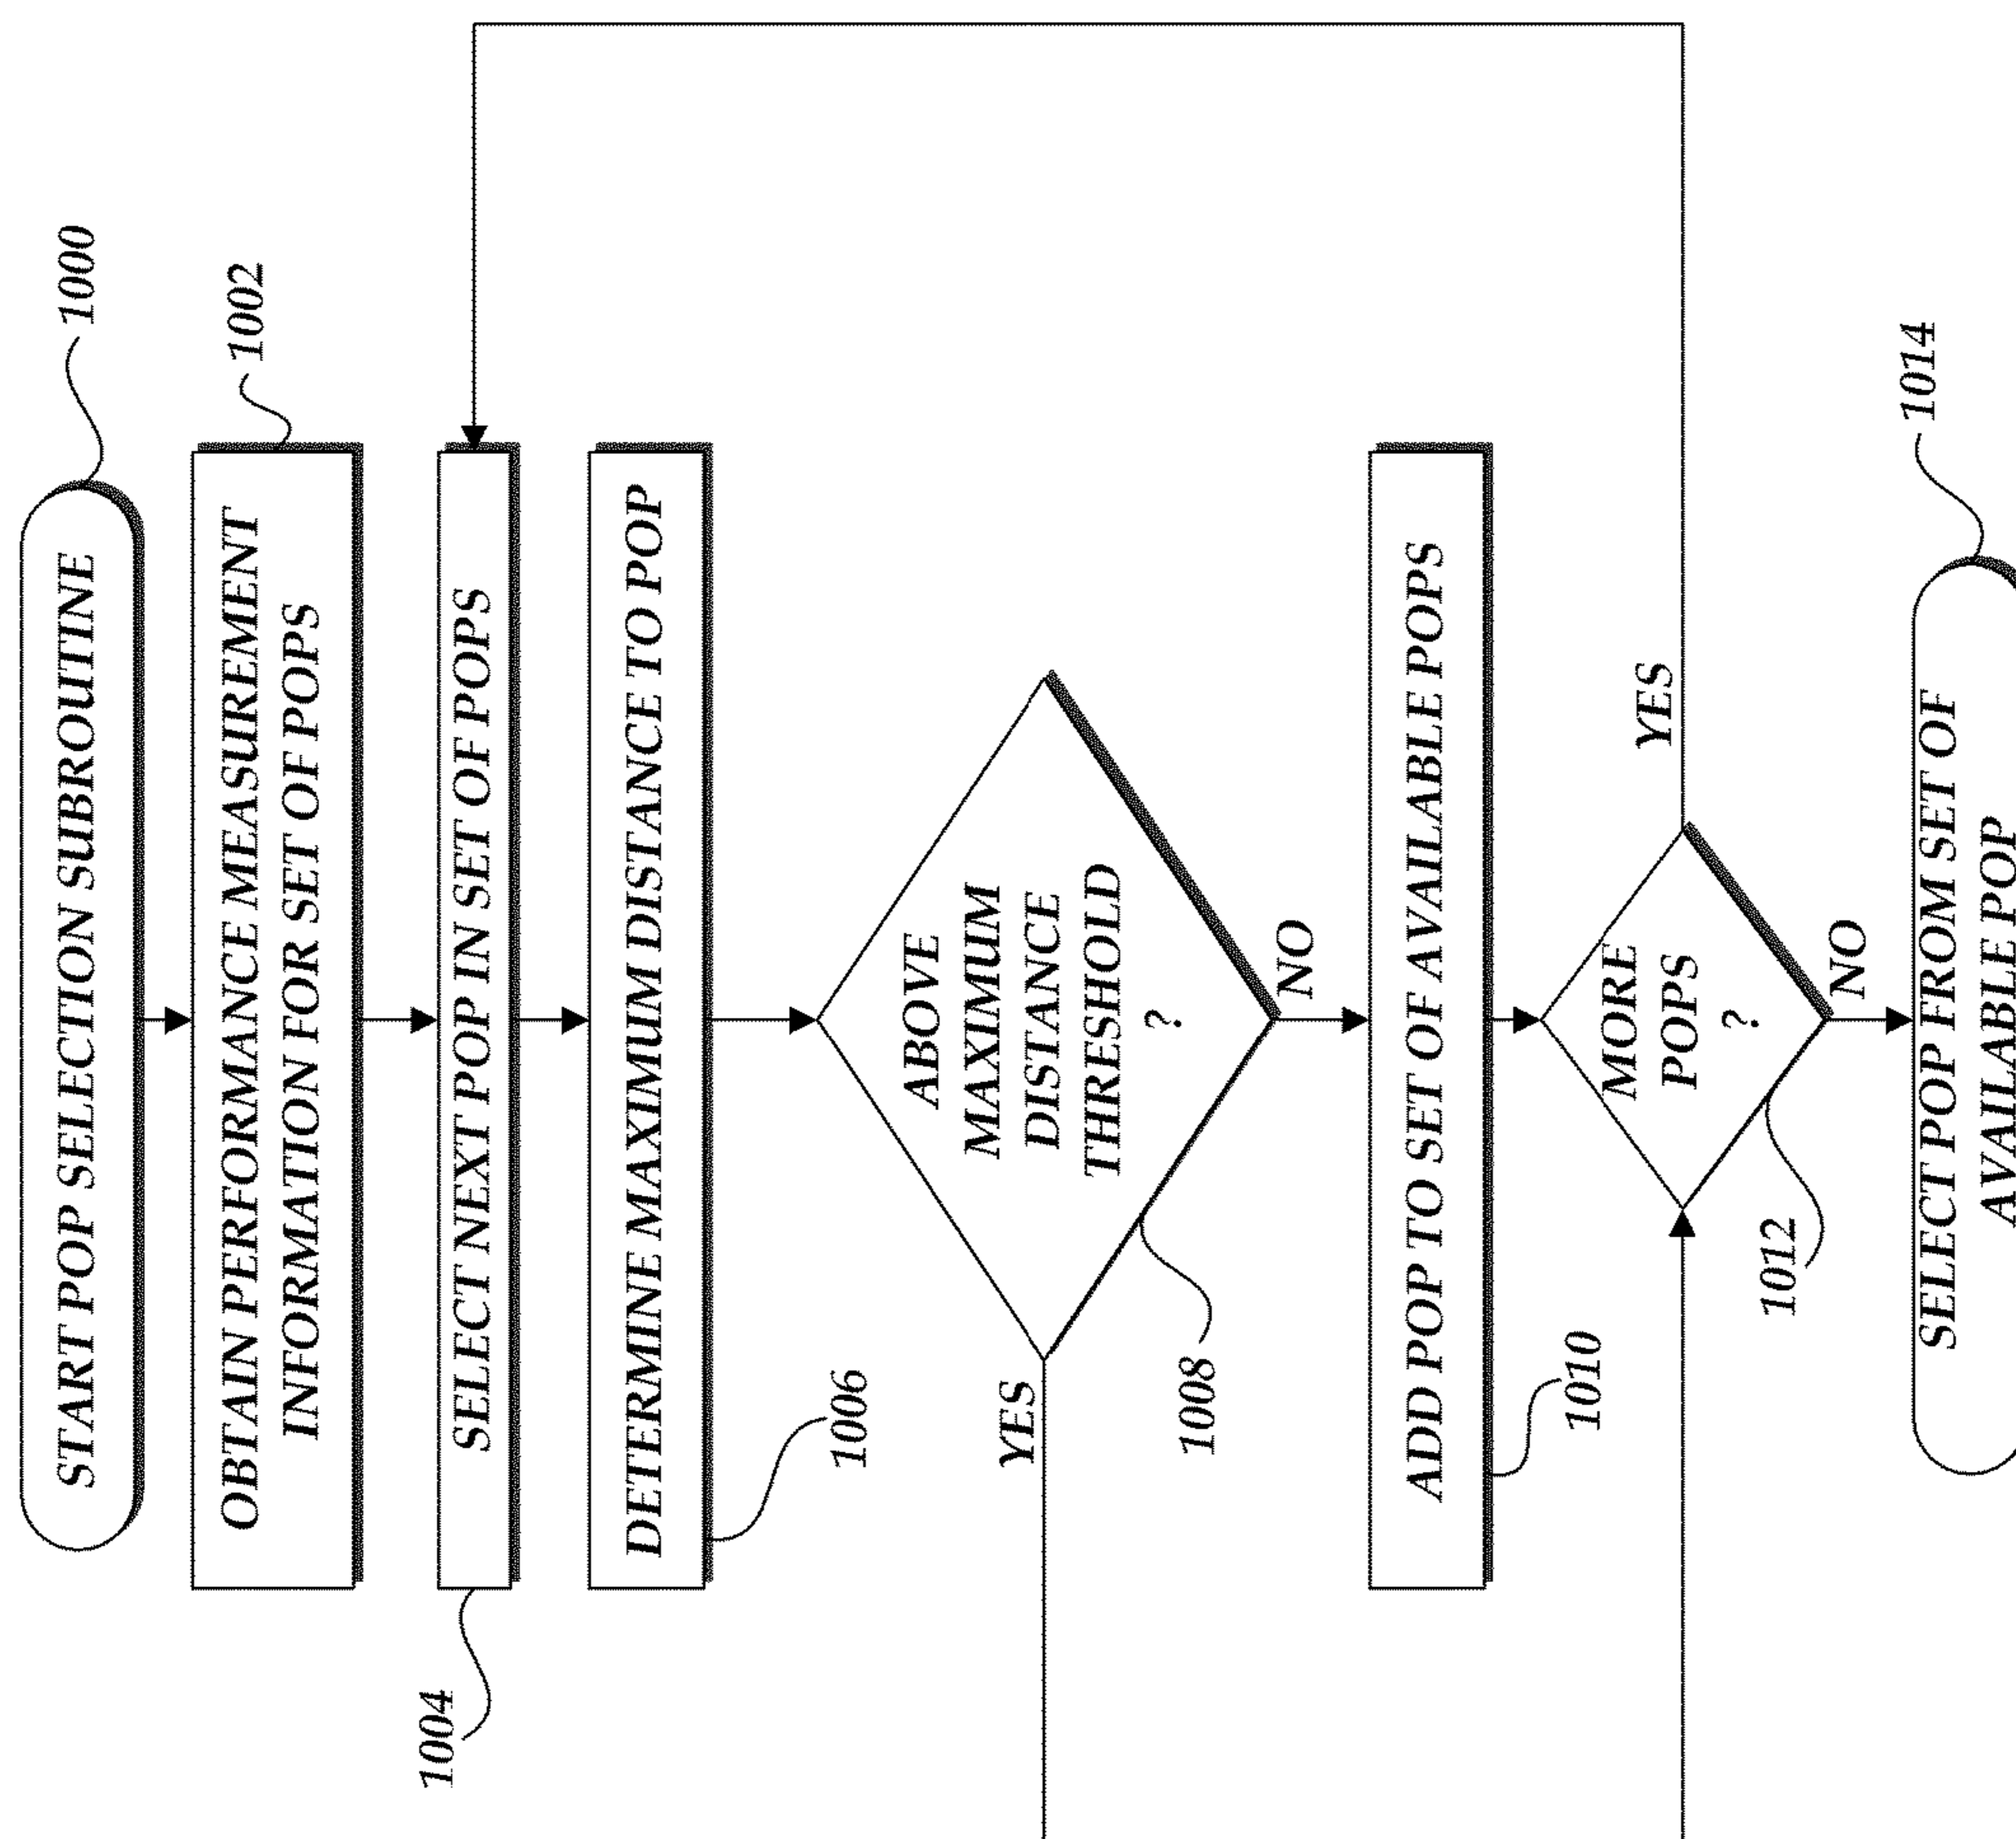 START POP SELECTION SUBROUTINE
1000
OBTAIN PERFORMANCE MEASUREMENT
INFORMATION FOR SET OF POPS
1002
SELECT NEXT POP IN SET OF POPS
1004
DETERMINE MAXIMUM DISTANCE TO POP
1006
ABOVE
MAXIMUM
DISTANCE
THRESHOLD
?
YES
1008
NO
ADD POP TO SET OF AVAILABLE POPS
1010
MORE
POPS
?
YES
1012
NO
SELECT POP FROM SET OF
AVAILABLE POP
1014